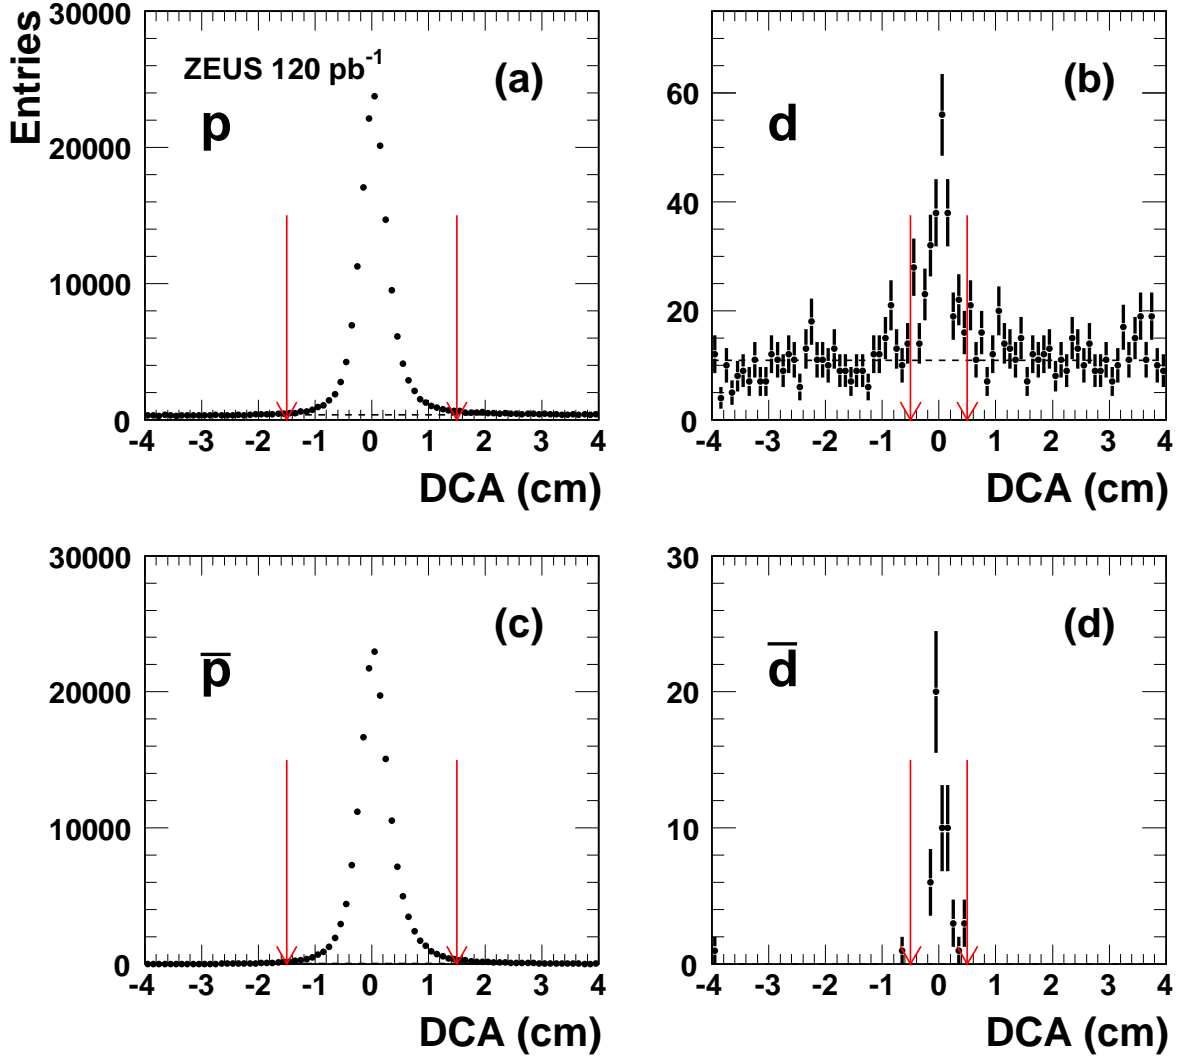 Entries
30000
20000
10000
0
ZEUS 120 pb⁻¹
(a)
p
-4 -3 -2 -1 0 1 2 3 4
DCA (cm)
60
40
20
0
(b)
d
-4 -3 -2 -1 0 1 2 3 4
DCA (cm)
30000
20000
10000
0
(c)
p̅
-4 -3 -2 -1 0 1 2 3 4
DCA (cm)
30
20
10
0
(d)
d̅
-4 -3 -2 -1 0 1 2 3 4
DCA (cm)